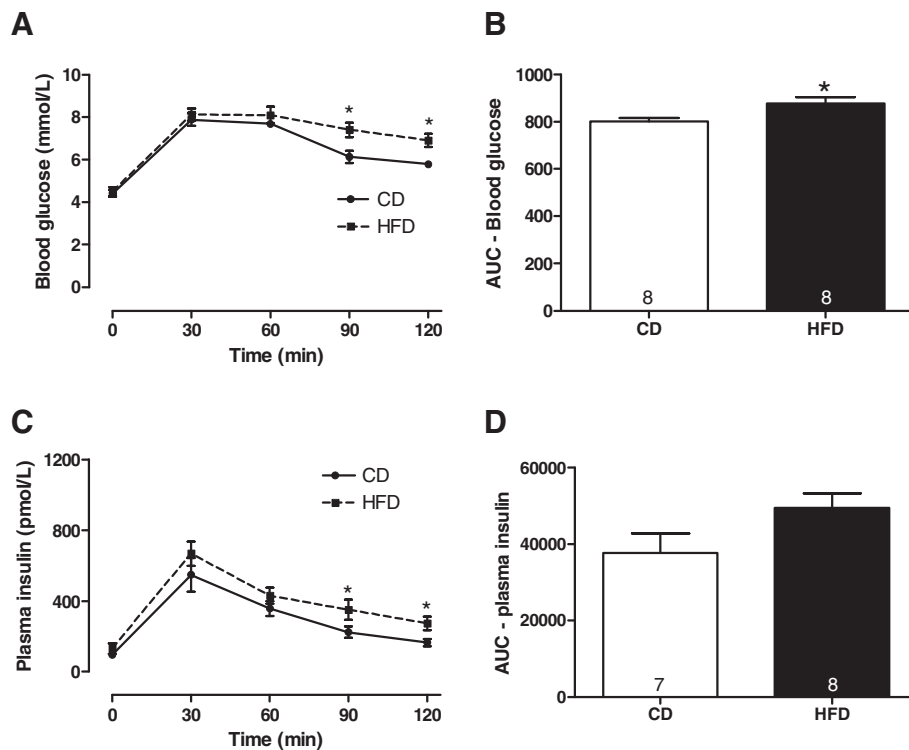 A
Blood glucose (mmol/L)
10
8
6
4
2
0
*
*
CD
HFD
0 30 60 90 120
Time (min)
B
AUC - Blood glucose
1000
800
600
400
200
0
*
8 8
CD HFD
C
Plasma insulin (pmol/L)
1200
800
400
0
CD
HFD
*
*
0 30 60 90 120
Time (min)
D
AUC - plasma insulin
60000
40000
20000
0
7 8
CD HFD